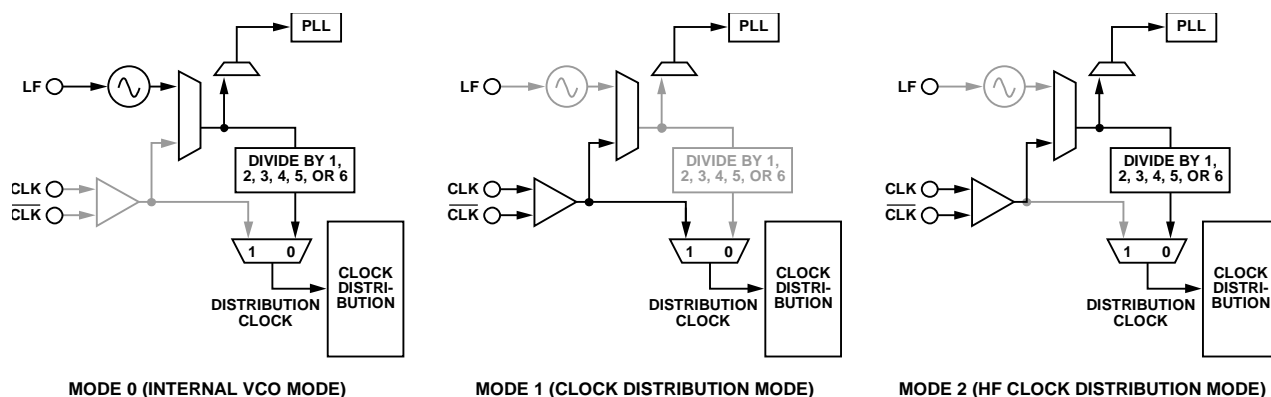 PLL
LF
CLK
CLK
DIVIDE BY 1,
2, 3, 4, 5, OR 6
1 0
DISTRIBUTION
CLOCK
CLOCK
DISTRI-
BUTION
MODE 0 (INTERNAL VCO MODE)
PLL
LF
CLK
CLK
DIVIDE BY 1,
2, 3, 4, 5, OR 6
1 0
DISTRIBUTION
CLOCK
CLOCK
DISTRI-
BUTION
MODE 1 (CLOCK DISTRIBUTION MODE)
PLL
LF
CLK
CLK
DIVIDE BY 1,
2, 3, 4, 5, OR 6
1 0
DISTRIBUTION
CLOCK
CLOCK
DISTRI-
BUTION
MODE 2 (HF CLOCK DISTRIBUTION MODE)